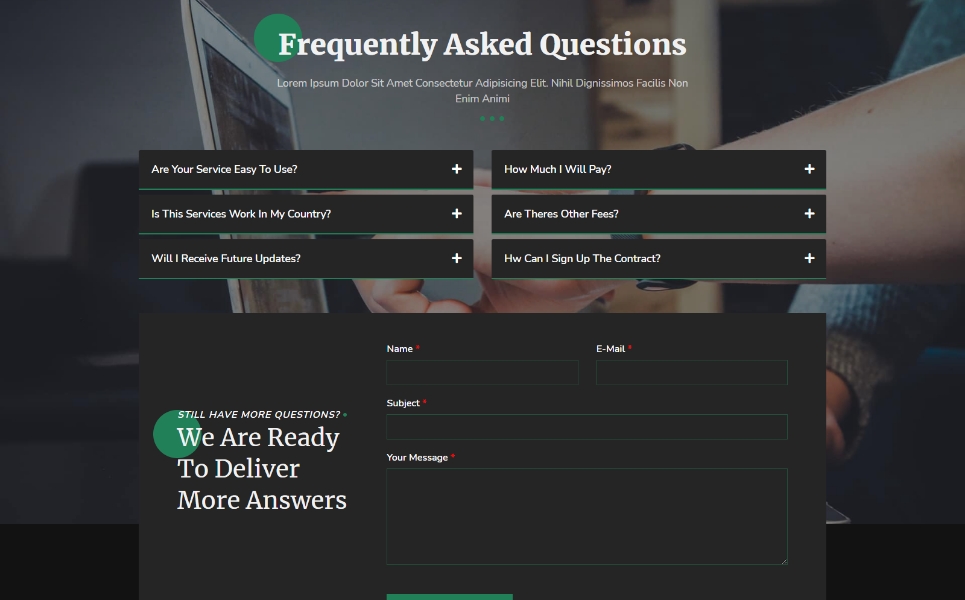 Frequently Asked Questions
Lorem Ipsum Dolor Sit Amet Consectetur Adipisicing Elit. Nihil Dignissimos Facilis Non
Enim Animi
Are Your Service Easy To Use?
How Much I Will Pay?
Is This Services Work In My Country?
Are Theres Other Fees?
Will I Receive Future Updates?
Hw Can I Sign Up The Contract?
Name *
E-Mail *
Subject *
Your Message *
STILL HAVE MORE QUESTIONS?
We Are Ready
To Deliver
More Answers